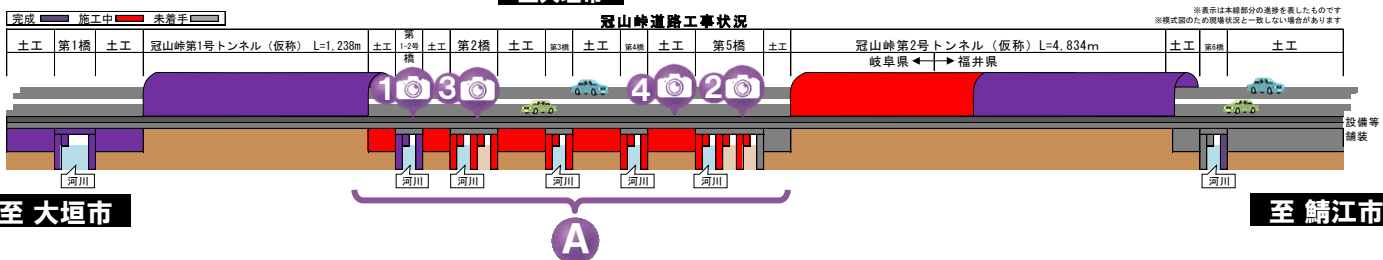 完成 施工中 未着手
冠山峠道路工事状況
※表示は本線部分の進捗を表したものです
※模式図のため現場状況と一致しない場合があります
土工 第1橋 土工 冠山峠第1号トンネル（仮称） L=1,238m 土工 第1-2号橋 土工 第2橋 土工 第3橋 土工 第4橋 土工 第5橋 土工 冠山峠第2号トンネル（仮称）L=4,834m 土工 第6橋 土工
岐阜県 福井県
1 3 4 2
設備等
舗装
河川 河川 河川 河川 河川 河川 河川
至 大垣市
至 鯖江市
A